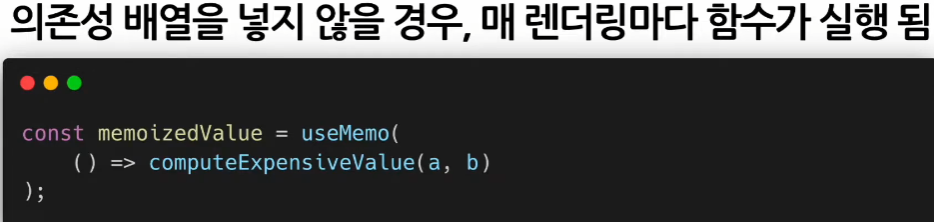 의존성 배열을 넣지 않을 경우, 매 렌더링마다 함수가 실행 됨
const memoizedValue = useMemo(
    () => computeExpensiveValue(a, b)
);